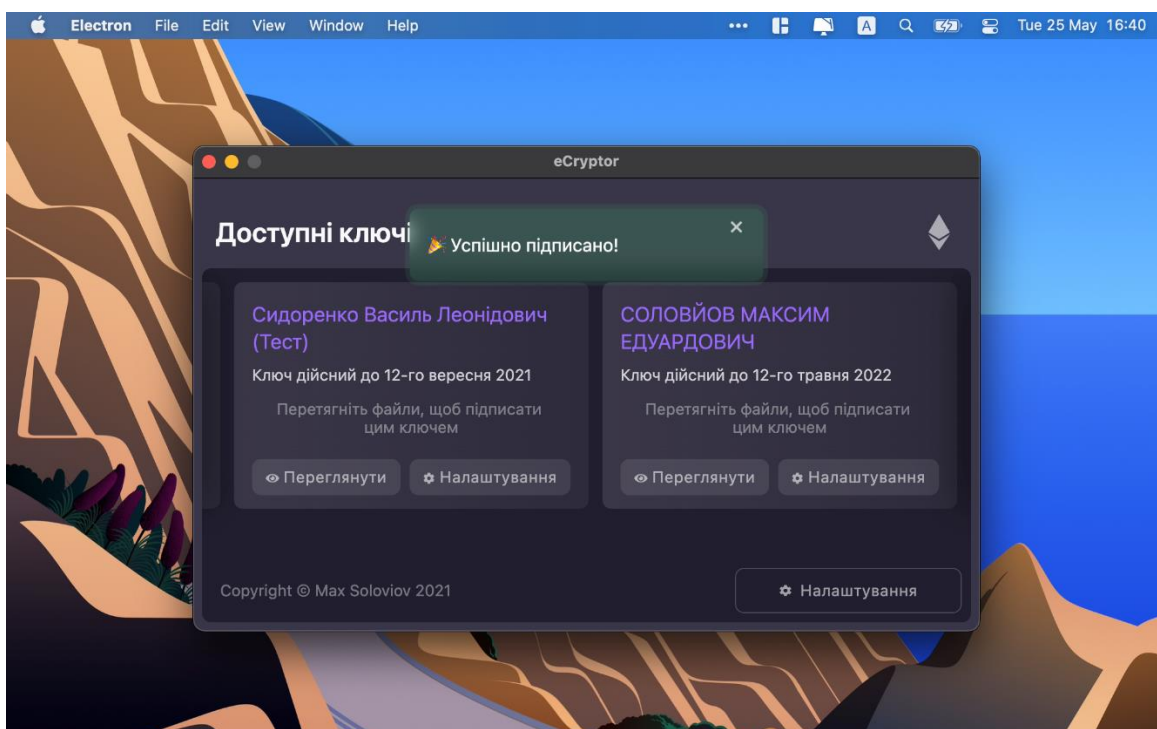 Electron File Edit View Window Help A Tue 25 May 16:40
eCryptor
Доступні ключі
🎉 Успішно підписано! ×
Сидоренко Василь Леонідович
(Тест)
Ключ дійсний до 12-го вересня 2021
Перетягніть файли, щоб підписати
цим ключем
Переглянути Налаштування
СОЛОВЙОВ МАКСИМ
ЕДУАРДОВИЧ
Ключ дійсний до 12-го травня 2022
Перетягніть файли, щоб підписати
цим ключем
Переглянути Налаштування
Copyright © Max Soloviov 2021
Налаштування